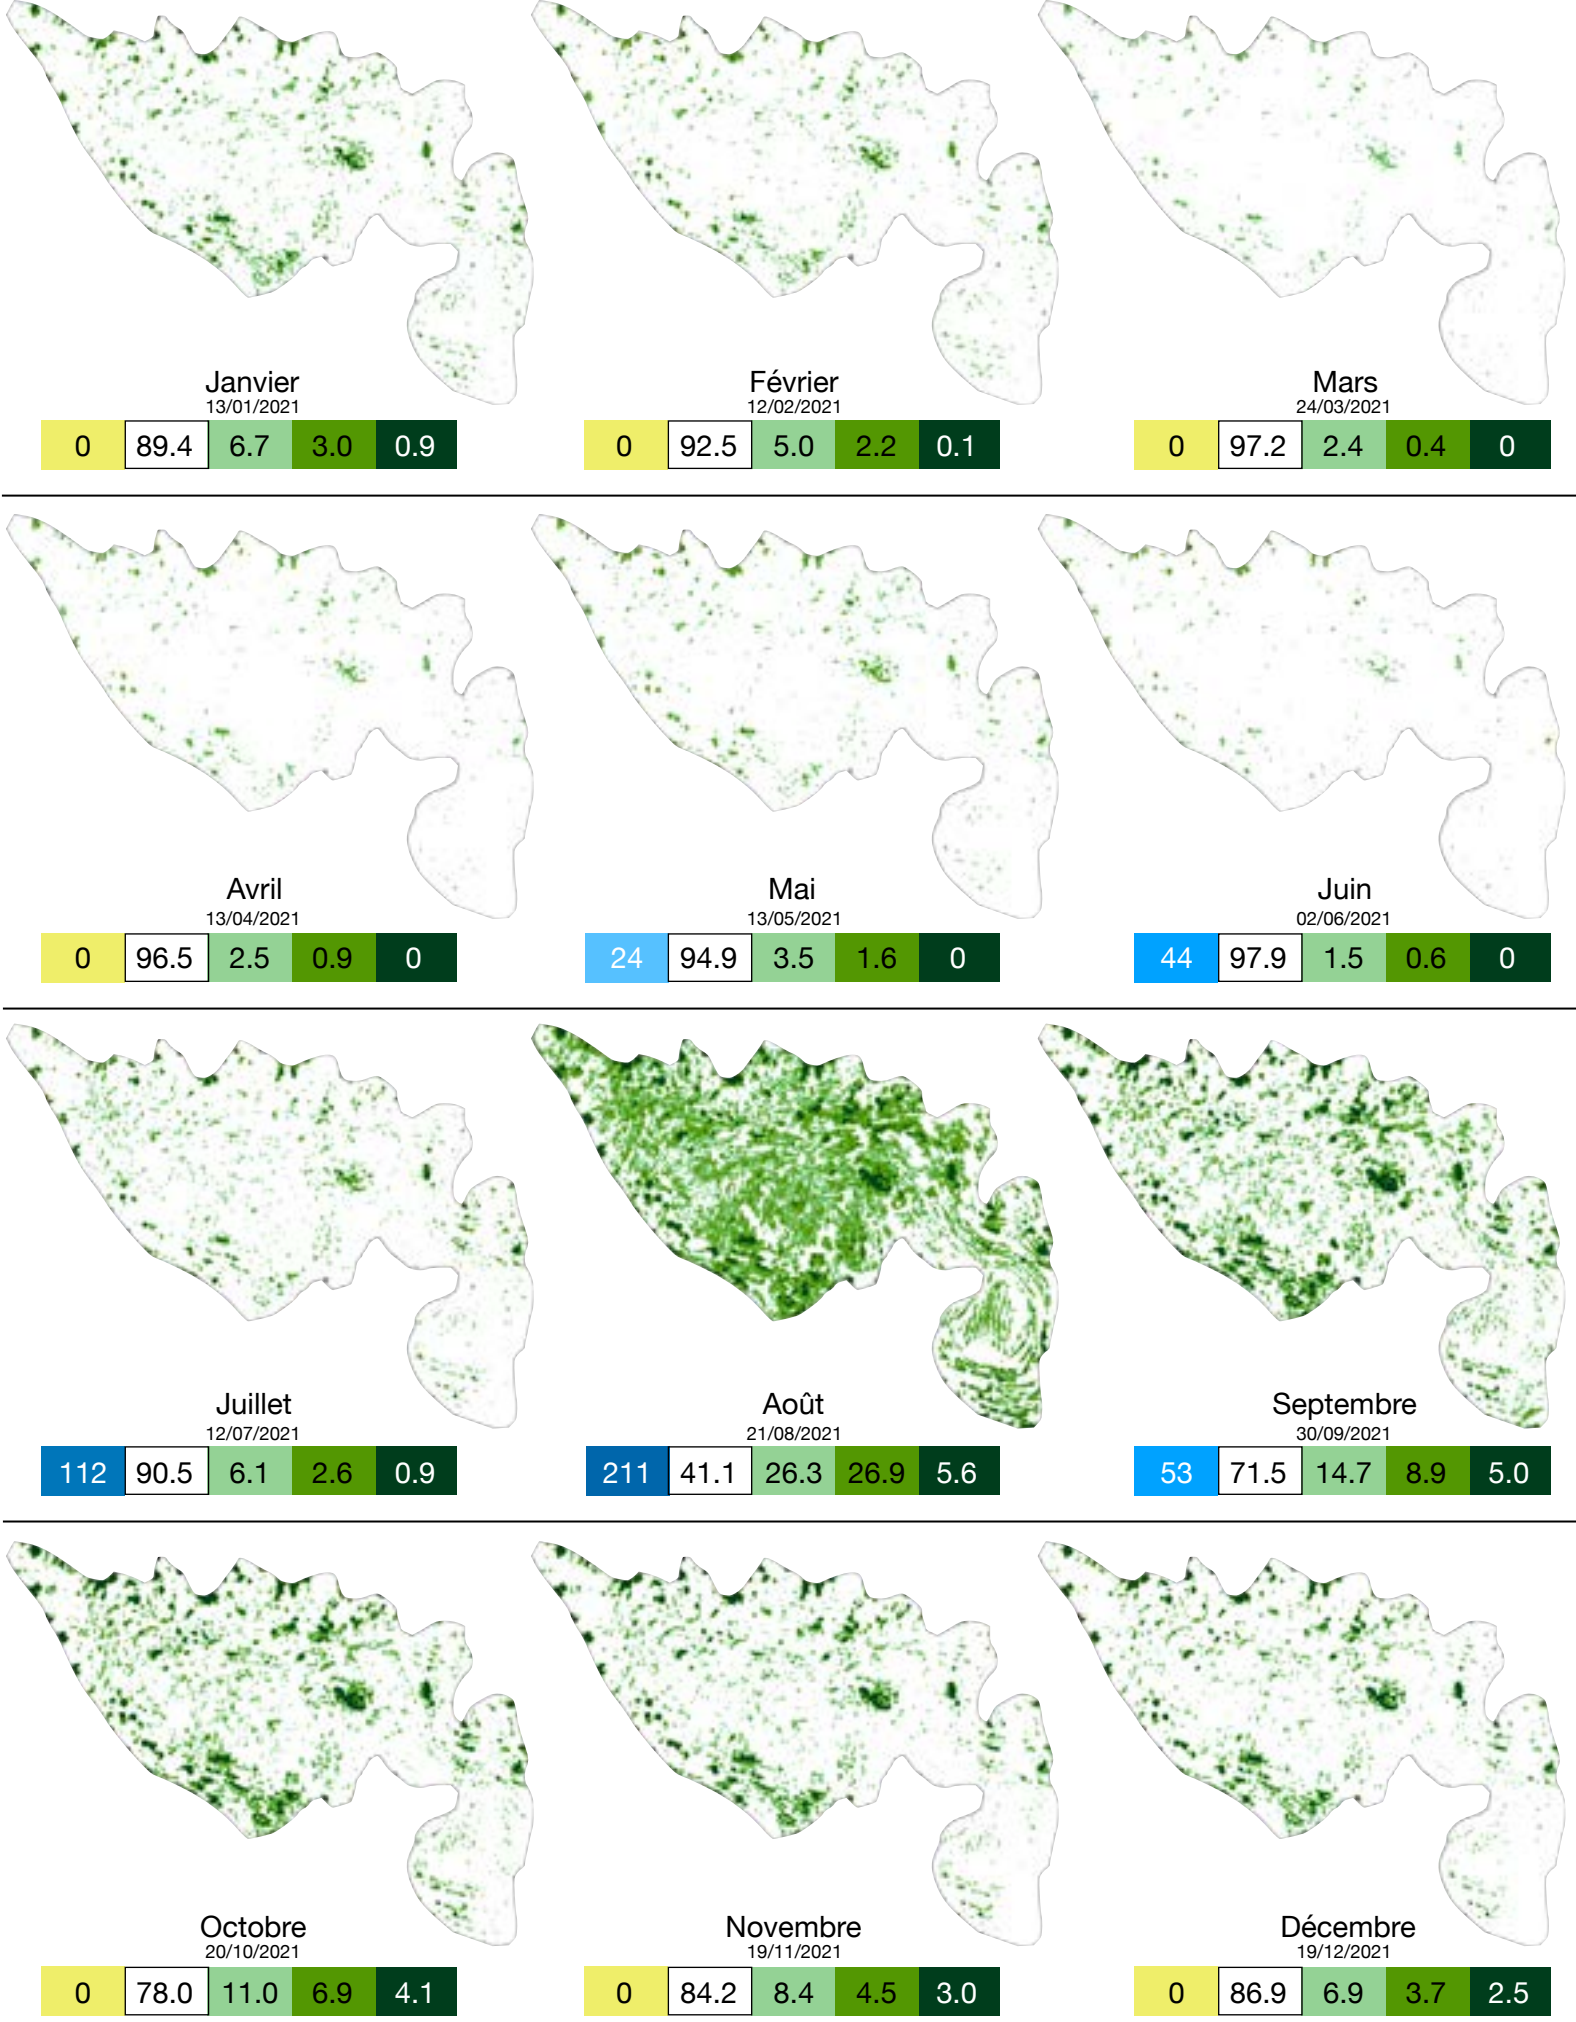 Janvier
13/01/2021
0 89.4 6.7 3.0 0.9
Février
12/02/2021
0 92.5 5.0 2.2 0.1
Mars
24/03/2021
0 97.2 2.4 0.4 0
Avril
13/04/2021
0 96.5 2.5 0.9 0
Mai
13/05/2021
24 94.9 3.5 1.6 0
Juin
02/06/2021
44 97.9 1.5 0.6 0
Juillet
12/07/2021
112 90.5 6.1 2.6 0.9
Août
21/08/2021
211 41.1 26.3 26.9 5.6
Septembre
30/09/2021
53 71.5 14.7 8.9 5.0
Octobre
20/10/2021
0 78.0 11.0 6.9 4.1
Novembre
19/11/2021
0 84.2 8.4 4.5 3.0
Décembre
19/12/2021
0 86.9 6.9 3.7 2.5